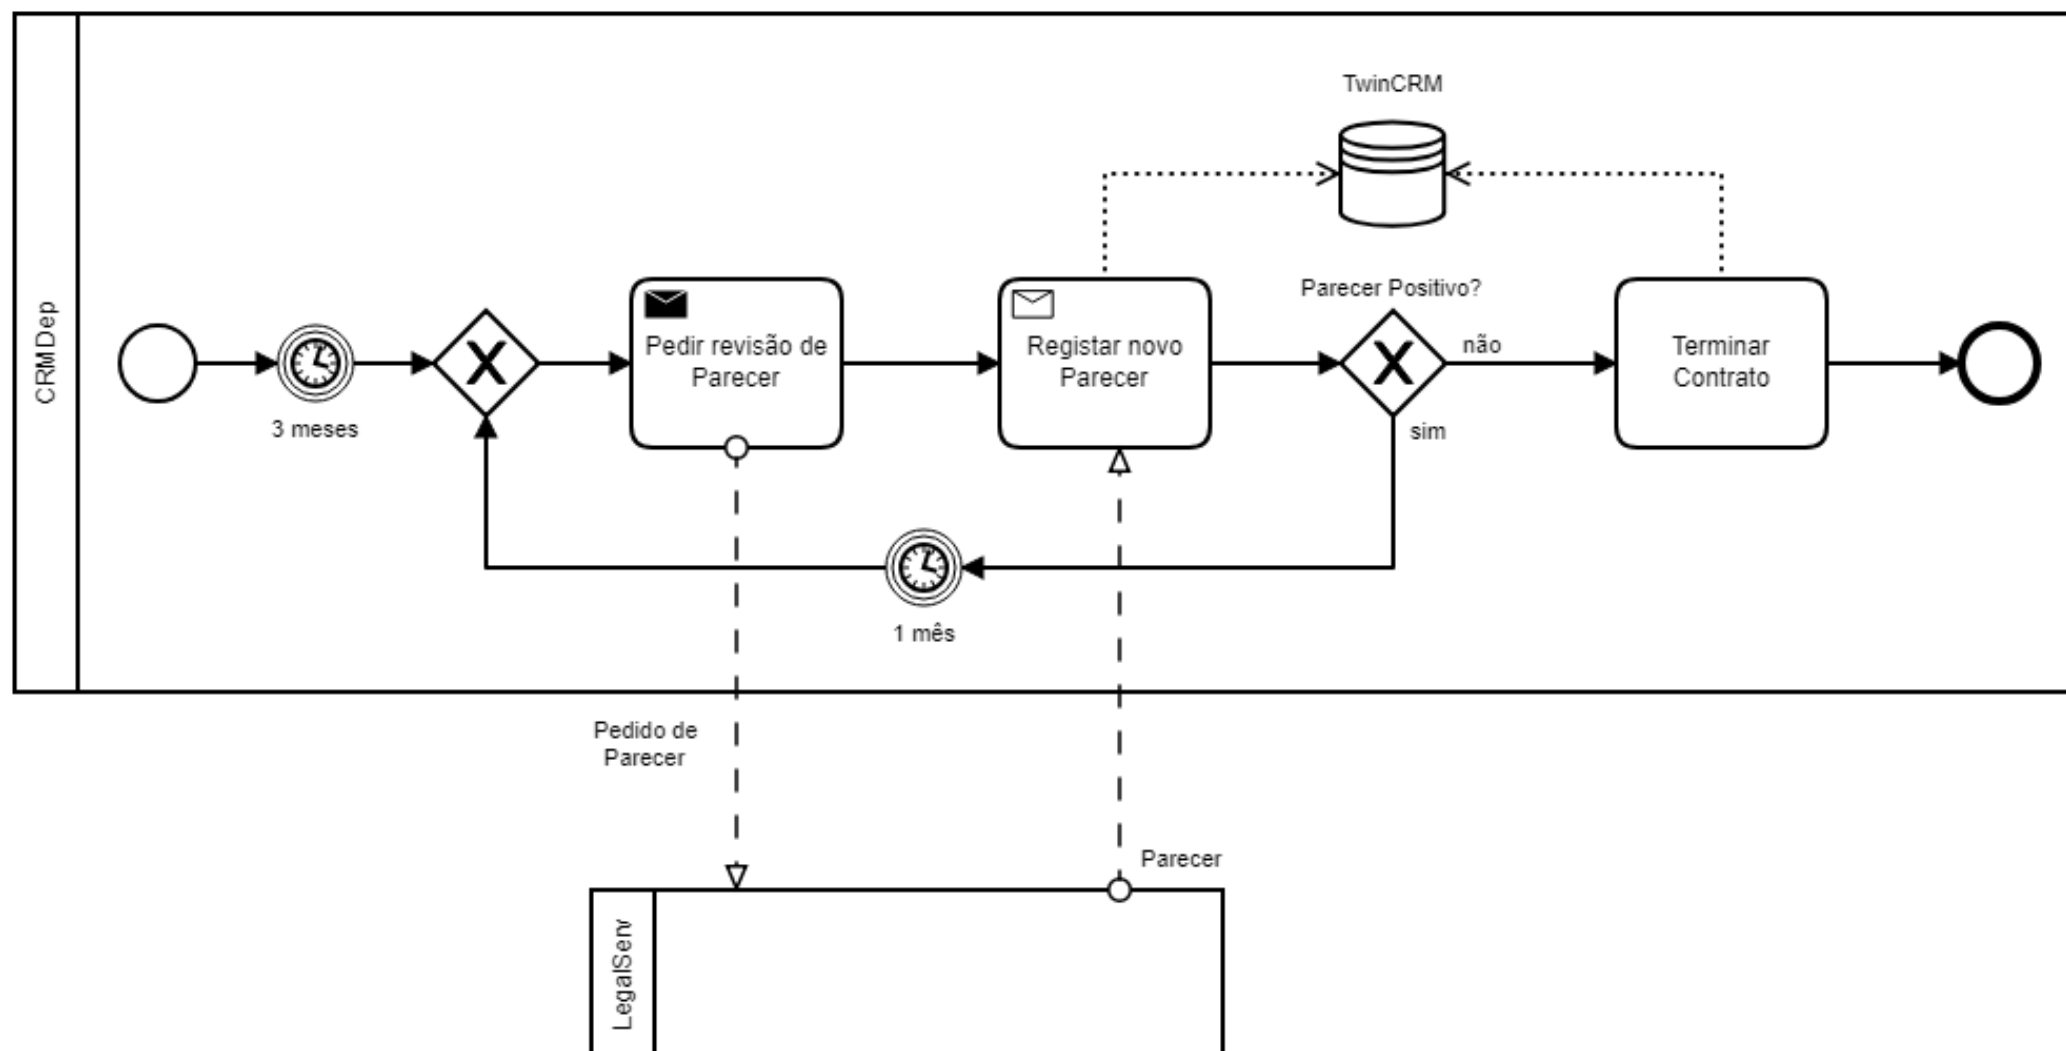 TwinCRM
CRMDep
3 meses
Pedir revisão de
Parecer
Registar novo
Parecer
Parecer Positivo?
não
sim
Terminar
Contrato
1 mês
Pedido de
Parecer
Parecer
LegalServ